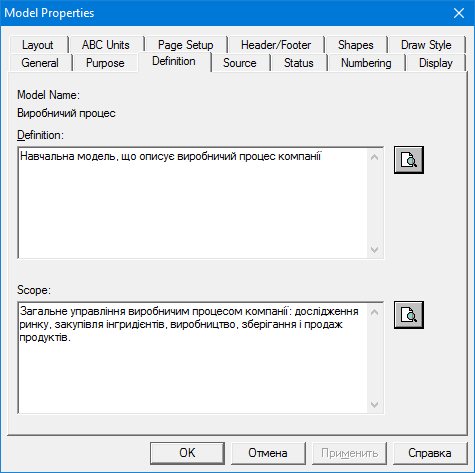 Model Properties
Layout ABC Units Page Setup Header/Footer Shapes Draw Style
General Purpose Definition Source Status Numbering Display
Model Name:
Виробничий процес
Definition:
Навчальна модель, що описує виробничий процес компанії
Scope:
Загальне управління виробничим процесом компанії: дослідження
ринку, закупівля інгридієнтів, виробництво, зберігання і продаж
продуктів.
OK Отмена Применить Справка